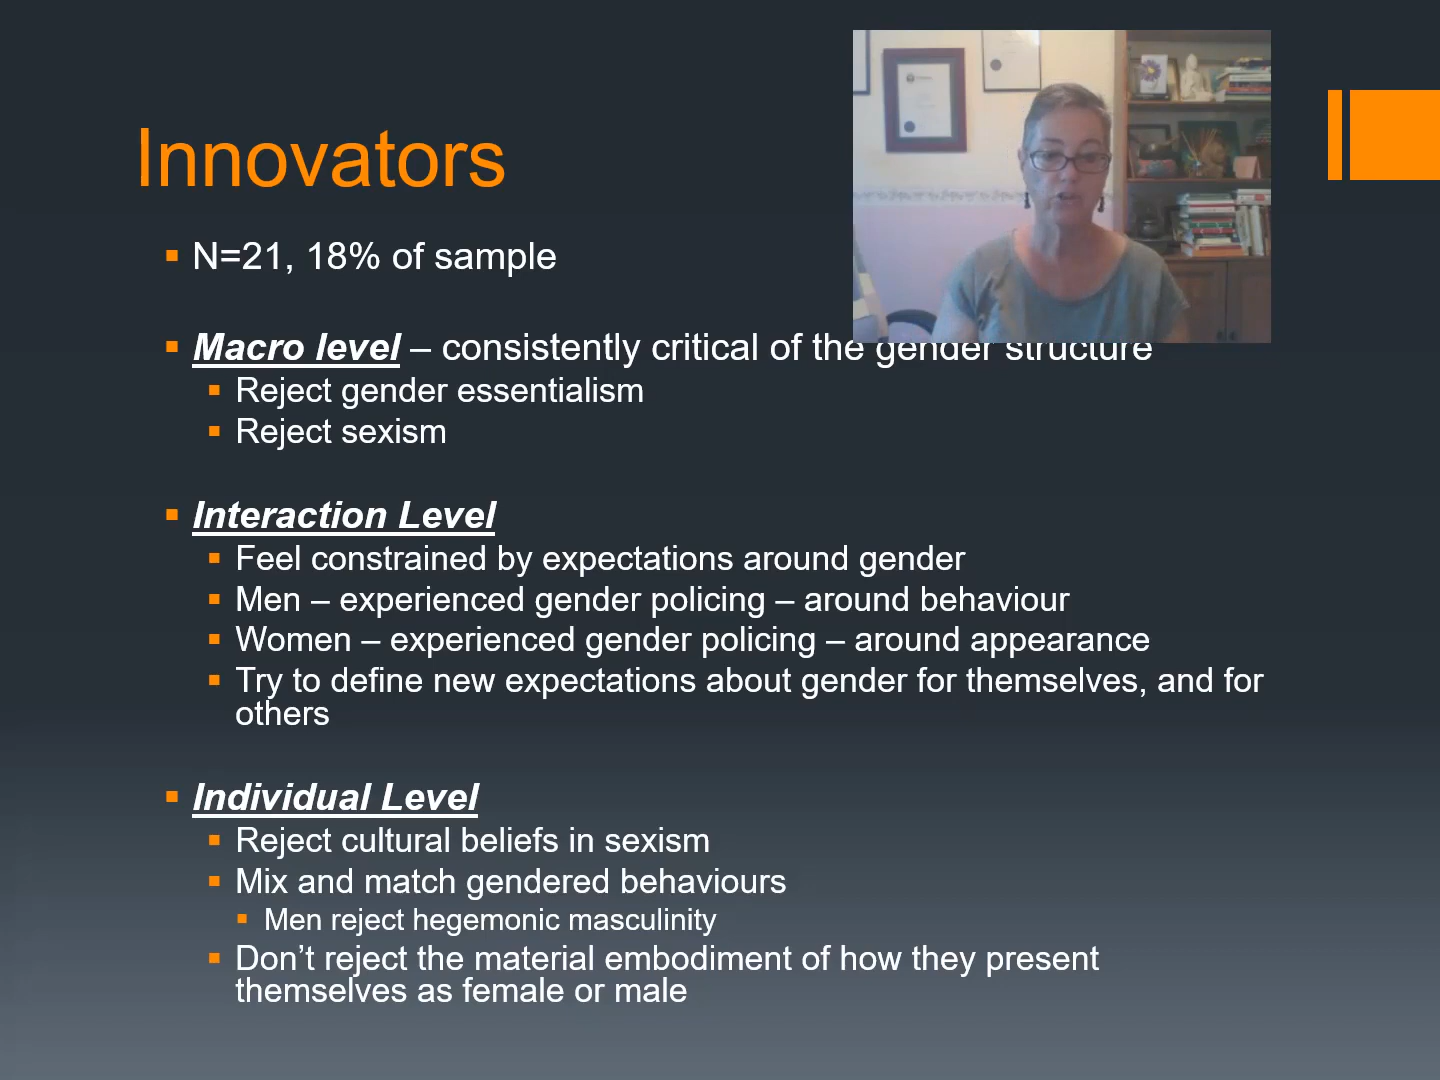 Innovators
N=21, 18% of sample
Macro level – consistently critical of the gender structure
Reject gender essentialism
Reject sexism
Interaction Level
Feel constrained by expectations around gender
Men – experienced gender policing – around behaviour
Women – experienced gender policing – around appearance
Try to define new expectations about gender for themselves, and for
others
Individual Level
Reject cultural beliefs in sexism
Mix and match gendered behaviours
Men reject hegemonic masculinity
Don’t reject the material embodiment of how they present
themselves as female or male